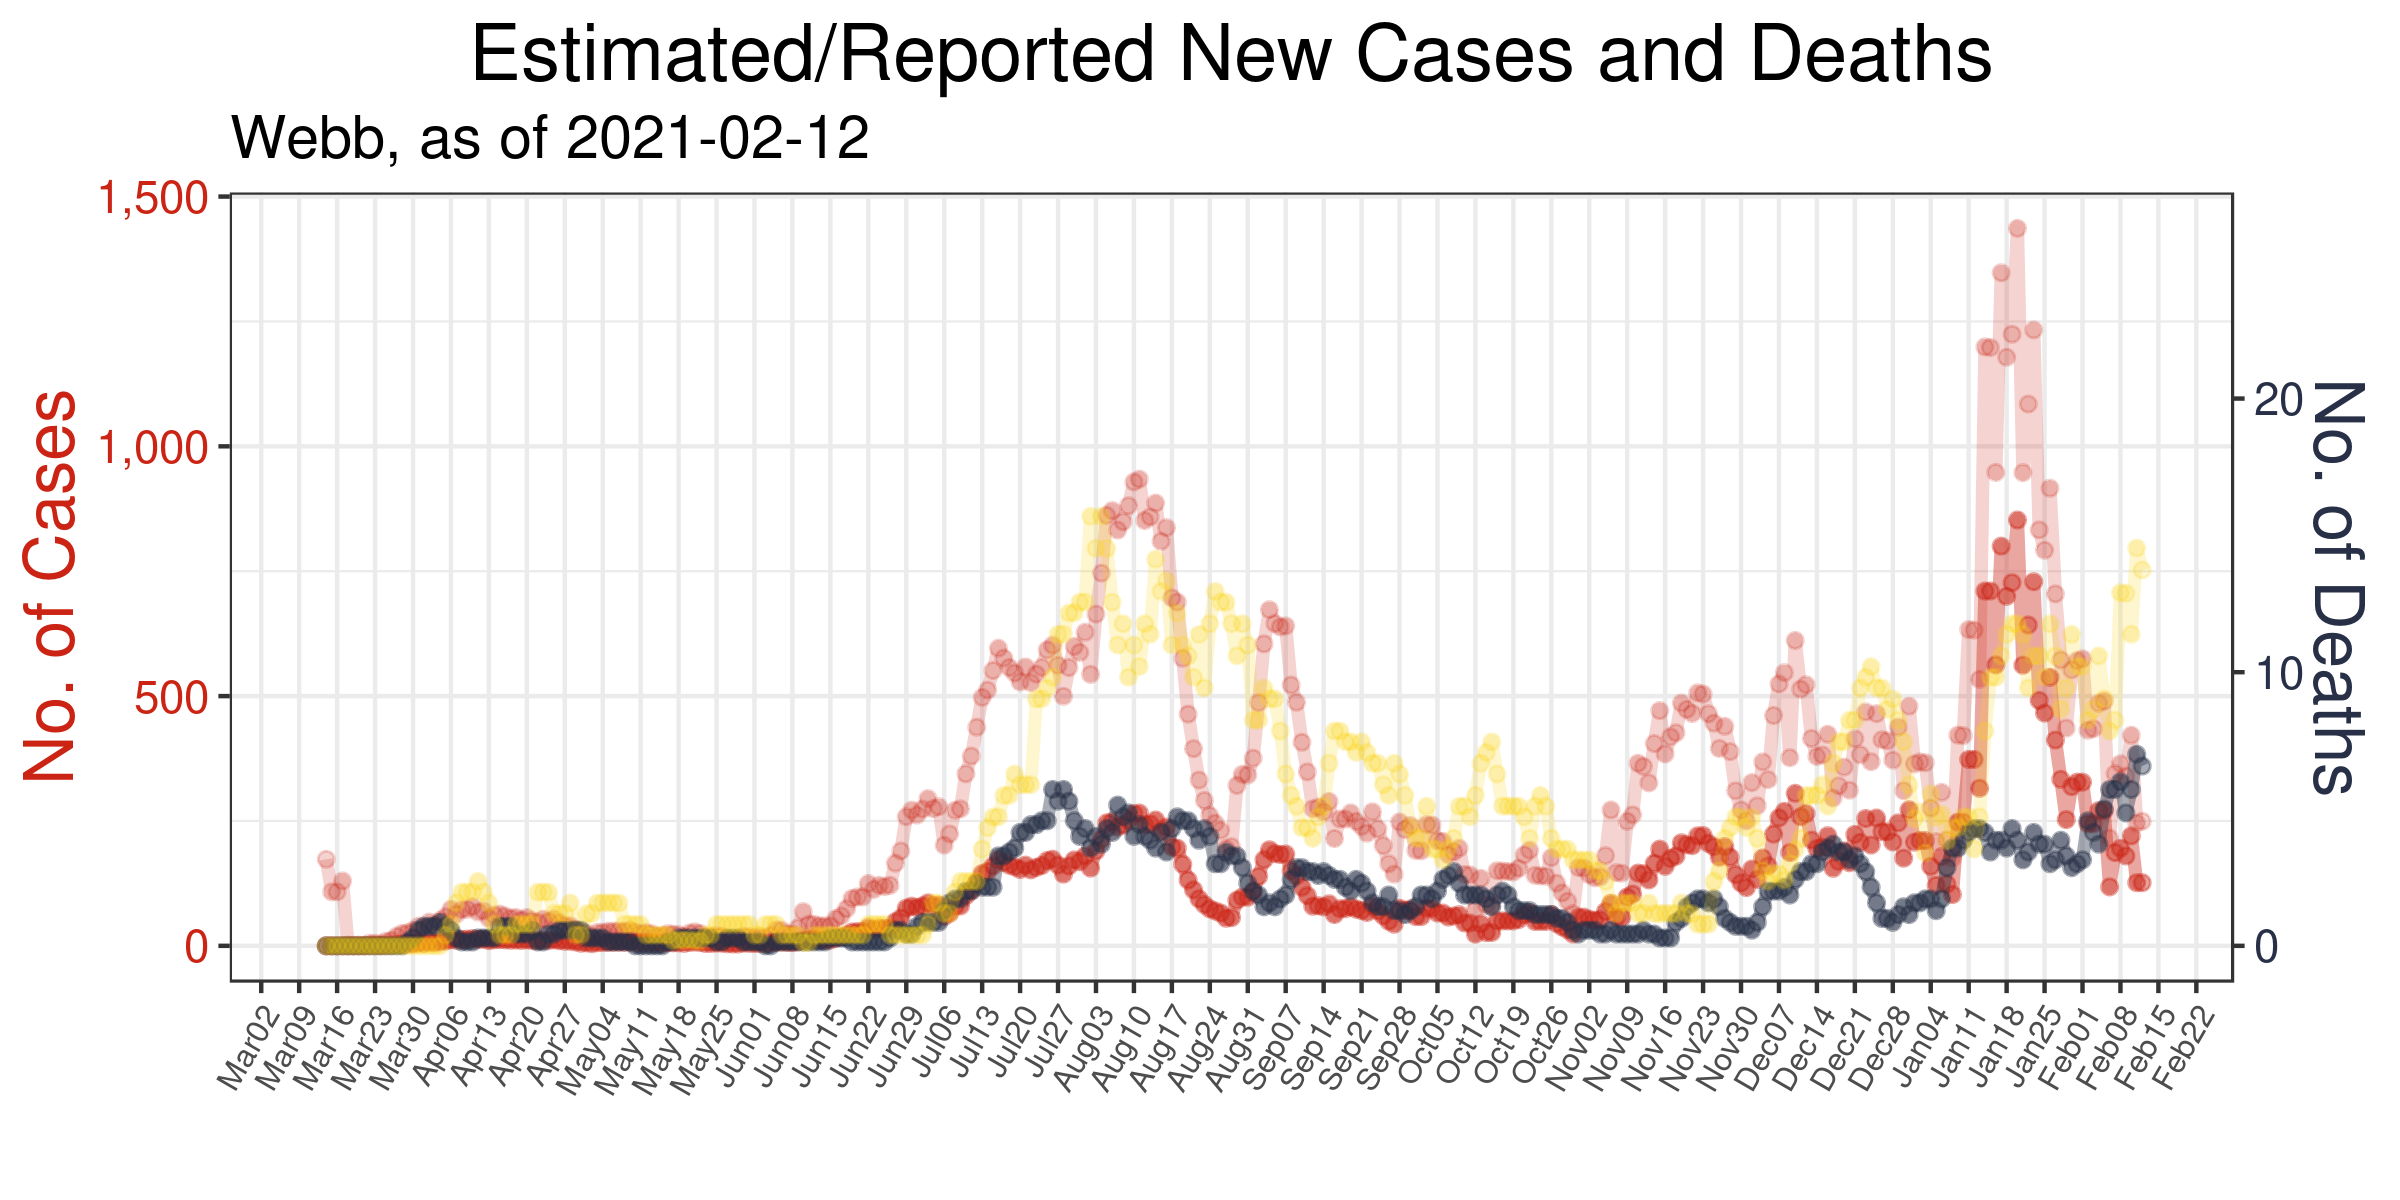 Estimated/Reported New Cases and Deaths
Webb, as of 2021-02-12
No. of Cases
1,500
1,000
500
0
No. of Deaths
20
10
0
Mar02
Mar09
Mar16
Mar23
Mar30
Apr06
Apr13
Apr20
Apr27
May04
May11
May18
May25
Jun01
Jun08
Jun15
Jun22
Jun29
Jul06
Jul13
Jul20
Jul27
Aug03
Aug10
Aug17
Aug24
Aug31
Sep07
Sep14
Sep21
Sep28
Oct05
Oct12
Oct19
Oct26
Nov02
Nov09
Nov16
Nov23
Nov30
Dec07
Dec14
Dec21
Dec28
Jan04
Jan11
Jan18
Jan25
Feb01
Feb08
Feb15
Feb22